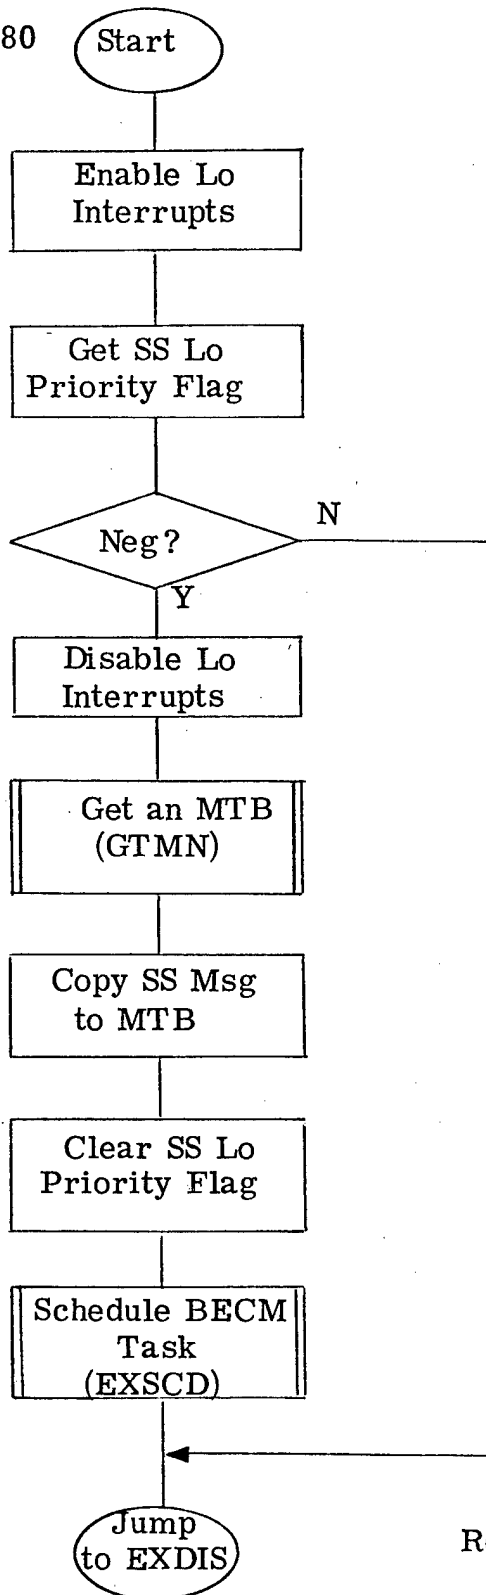 80
Start
Enable Lo
Interrupts
Get SS Lo
Priority Flag
Neg?
N
Y
Disable Lo
Interrupts
Get an MTB
(GTMN)
Copy SS Msg
to MTB
Clear SS Lo
Priority Flag
Schedule BECM
Task
(EXSCD)
Jump
to EXDIS
R